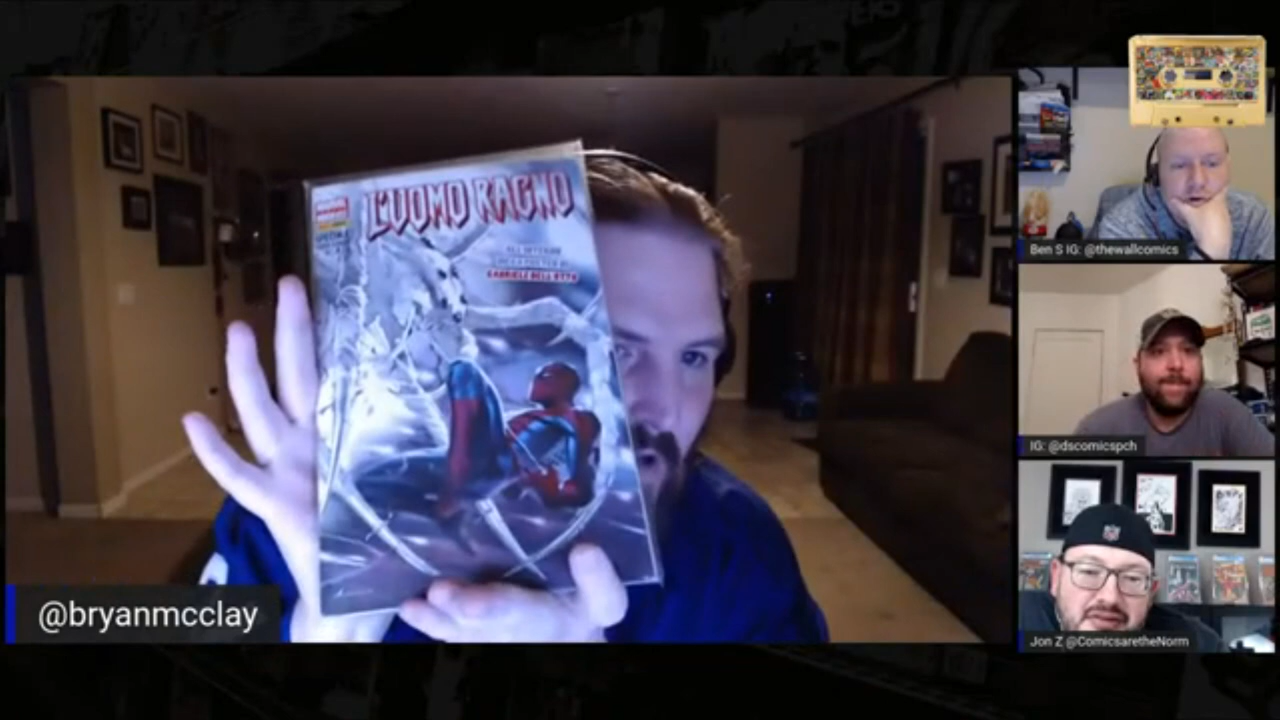 L'UOMO RAGNO
GABRIELE DELL'OTTO
@bryanmcclay
Ben S IG: @thewallcomics
IG: @dscomicspch
Jon Z @ComicsaretheNorm